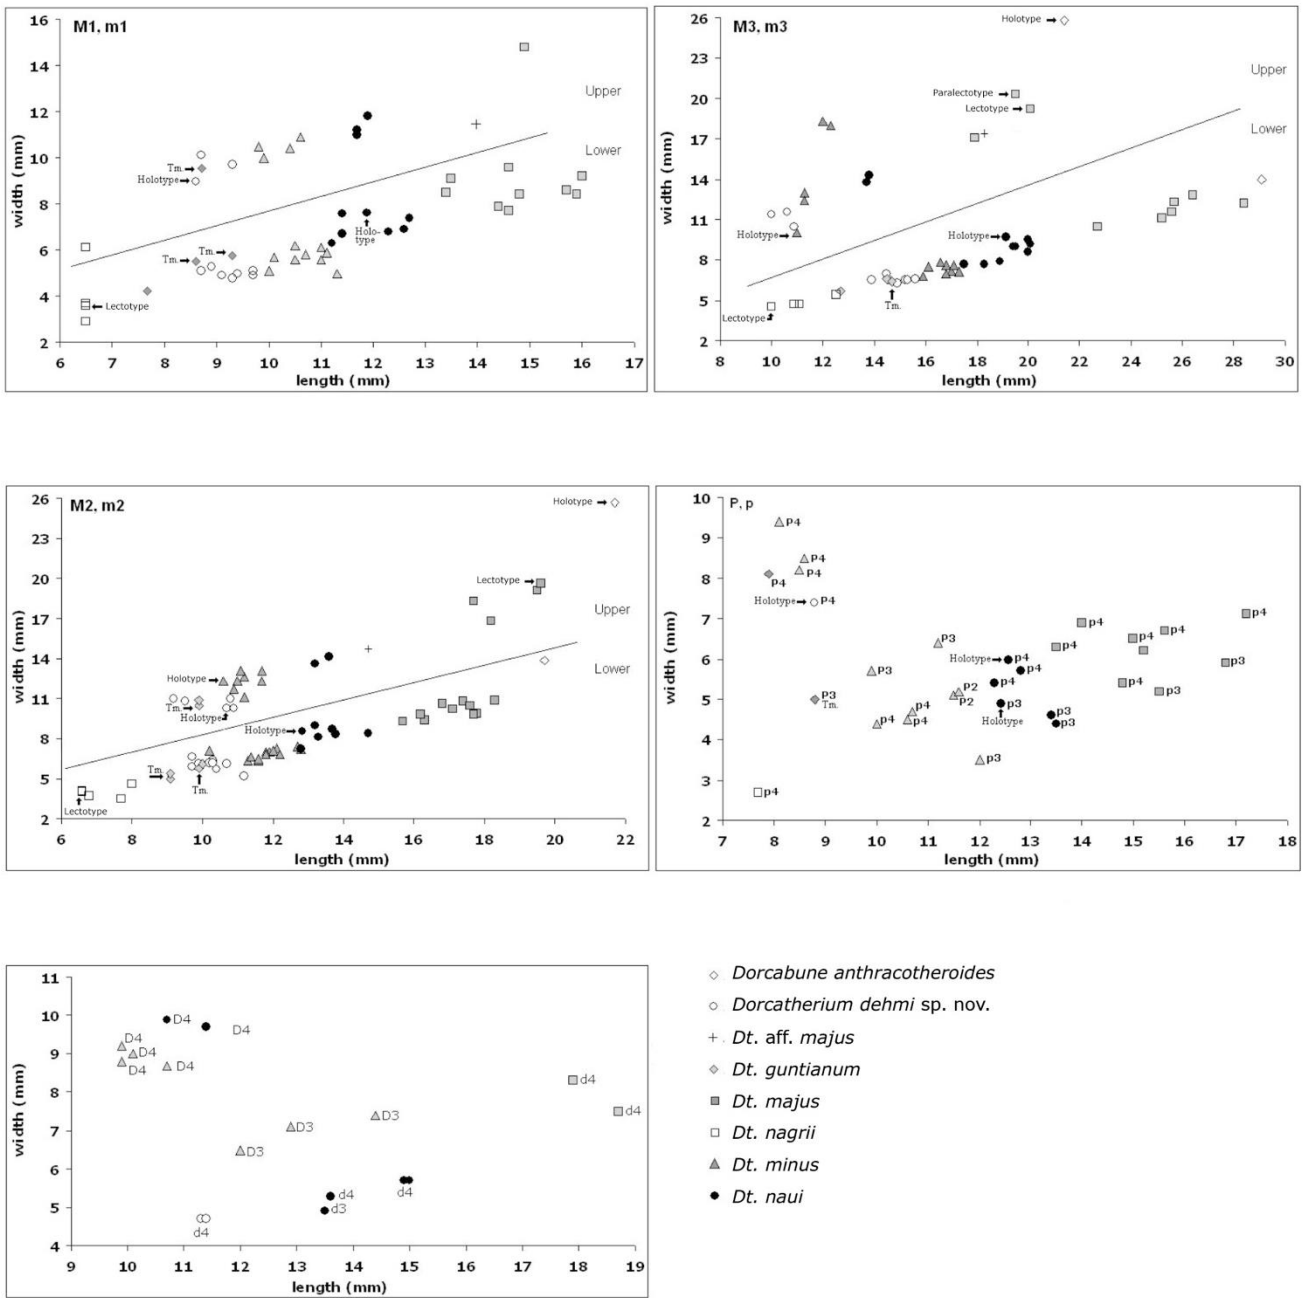 M1, m1
width (mm)
16
14
12
10
8
6
4
2
Upper
Lower
Tm.
Holotype
Holo-
type
Tm.
Tm.
Lectotype
6 7 8 9 10 11 12 13 14 15 16 17
length (mm)
M3, m3
width (mm)
26
23
20
17
14
11
8
5
2
Holotype
Upper
Paralectotype
Lectotype
Lower
Holotype
Holotype
Tm.
Lectotype
8 10 12 14 16 18 20 22 24 26 28 30
length (mm)
M2, m2
width (mm)
26
23
20
17
14
11
8
5
2
Holotype
Lectotype
Upper
Lower
Holotype
Tm.
Holotype
Holotype
Tm.
Tm.
Lectotype
6 8 10 12 14 16 18 20 22
length (mm)
P, p
width (mm)
10
9
8
7
6
5
4
3
2
P4
P4
P4
P4
Holotype P4
P3
P3
P3
Tm.
P2
P2
p4
p4
p4
p3
p4
Holotype p4
p4
p4
p3
Holotype
p3
p3
p4
p4
p4
p4
p4
p4
p3
p3
7 8 9 10 11 12 13 14 15 16 17 18
length (mm)
width (mm)
11
10
9
8
7
6
5
4
D4
D4
D4
D4
D4
D4
D3
D3
D3
d4
d4
d4
d3
d4
d4
9 10 11 12 13 14 15 16 17 18 19
length (mm)
Dorcabune anthracotheroides
Dorcatherium dehmi sp. nov.
Dt. aff. majus
Dt. guntianum
Dt. majus
Dt. nagrii
Dt. minus
Dt. naui